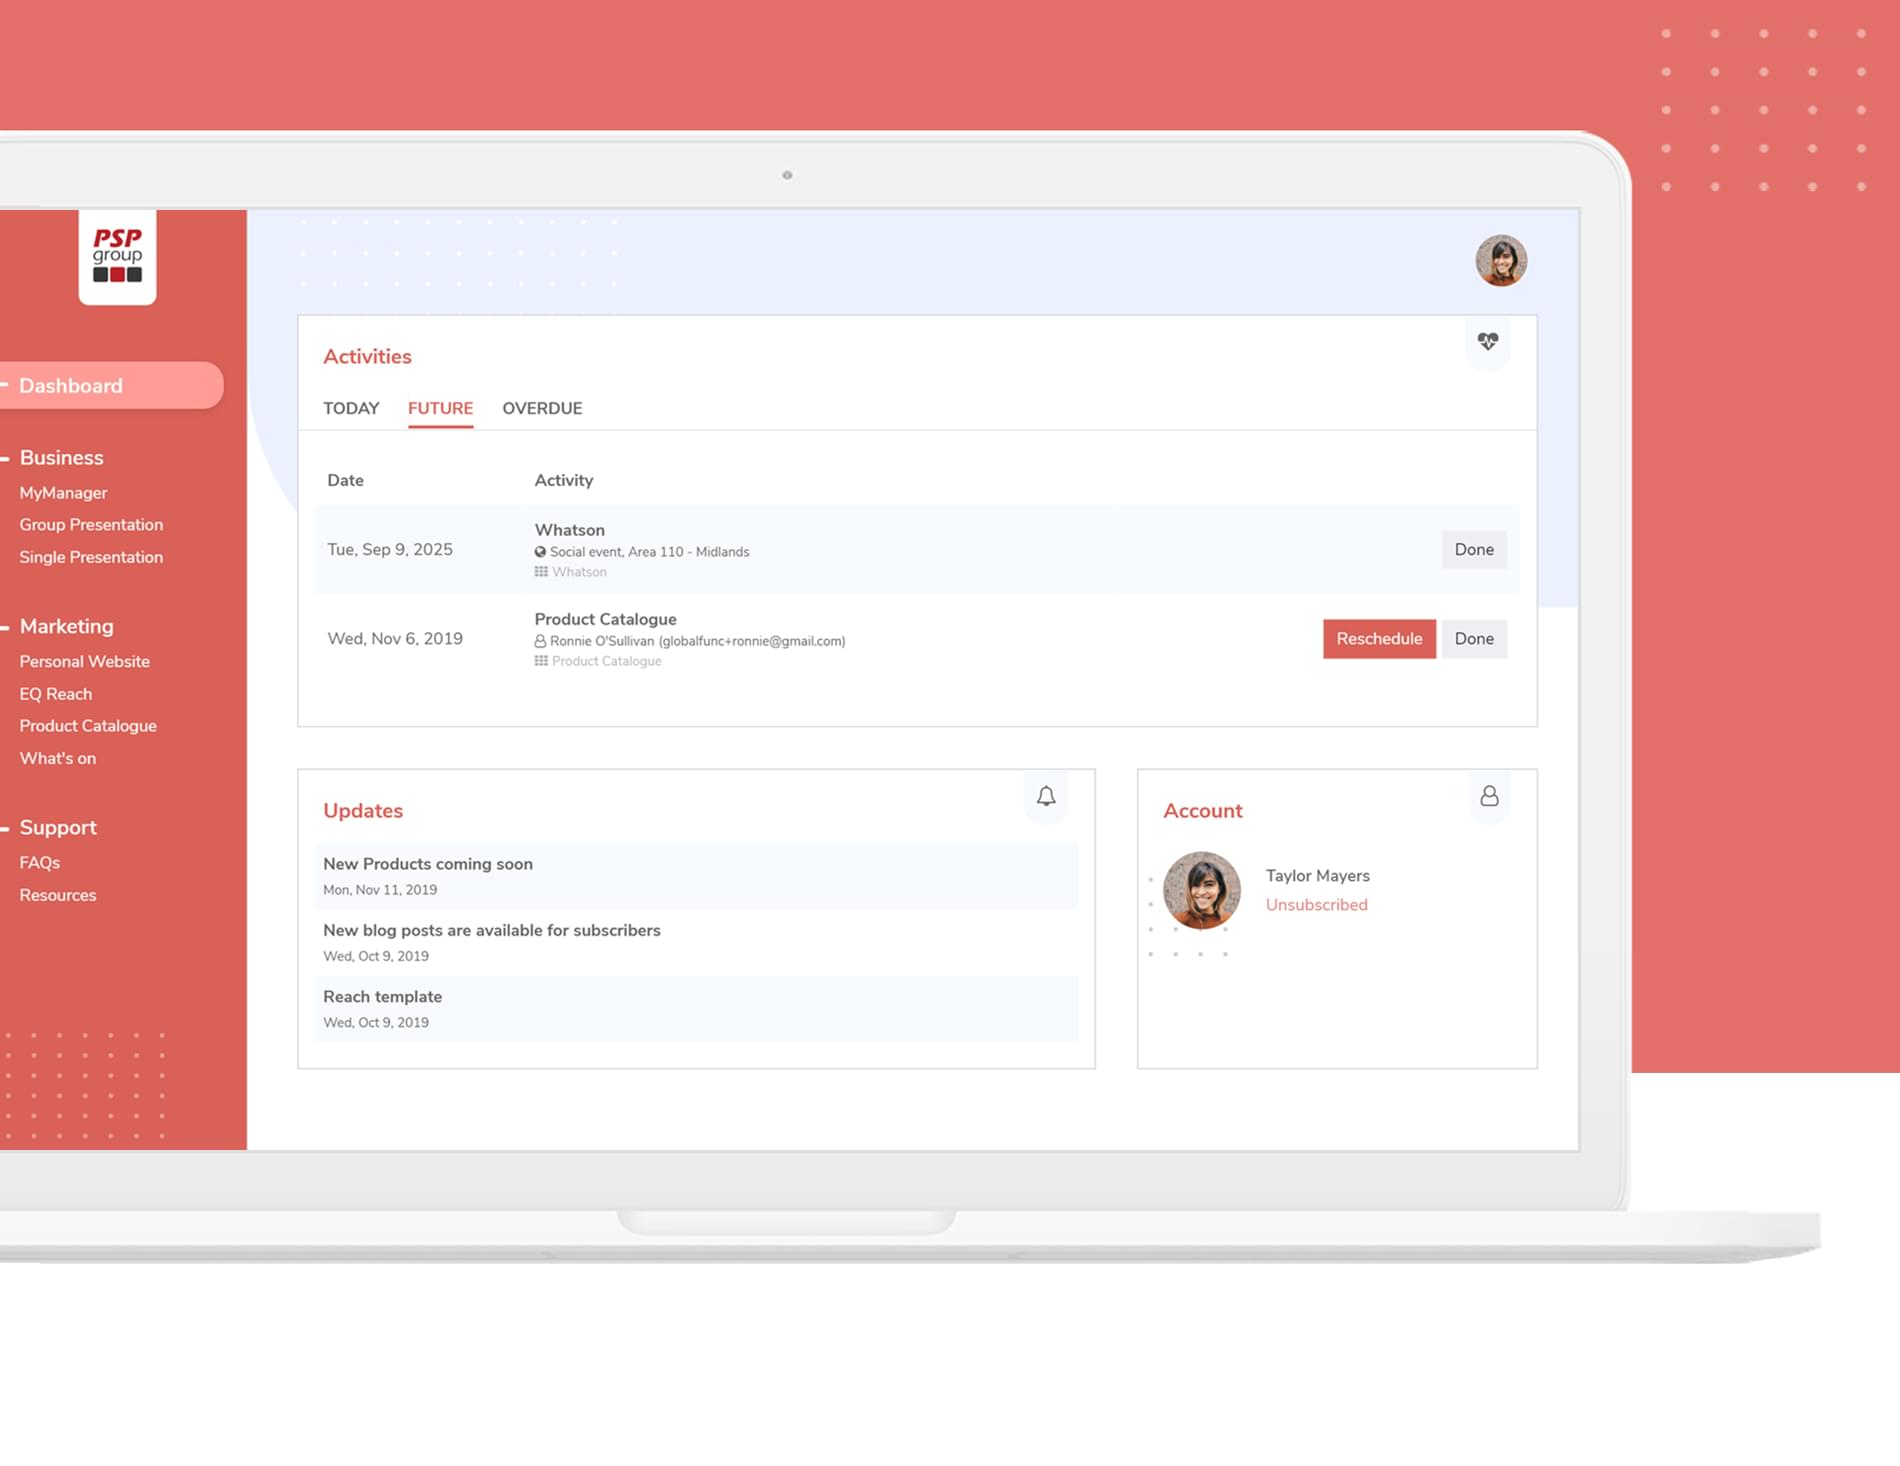 PSP
group
Dashboard
Business
MyManager
Group Presentation
Single Presentation
Marketing
Personal Website
EQ Reach
Product Catalogue
What's on
Support
FAQs
Resources
Activities
TODAY FUTURE OVERDUE
Date Activity
Whatson
Tue, Sep 9, 2025 Social event, Area 110 - Midlands Done
Whatson
Product Catalogue
Wed, Nov 6, 2019 Ronnie O'Sullivan (globalfunc+ronnie@gmail.com) Reschedule Done
Product Catalogue
Updates
New Products coming soon
Mon, Nov 11, 2019
New blog posts are available for subscribers
Wed, Oct 9, 2019
Reach template
Wed, Oct 9, 2019
Account
Taylor Mayers
Unsubscribed